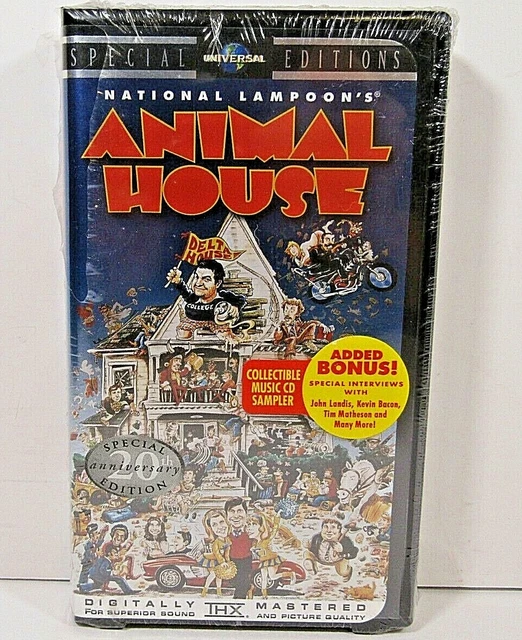 SPECIAL UNIVERSAL EDITIONS
NATIONAL LAMPOON'S®
ANIMAL
HOUSE
DELTA
HOUSE
COLLEGE
COLLECTIBLE
MUSIC CD
SAMPLER
ADDED
BONUS!
SPECIAL INTERVIEWS
WITH
John Landis, Kevin Bacon,
Tim Matheson and
Many More!
SPECIAL
20
anniversary
EDITION
DIGITALLY THX MASTERED
FOR SUPERIOR SOUND AND PICTURE QUALITY